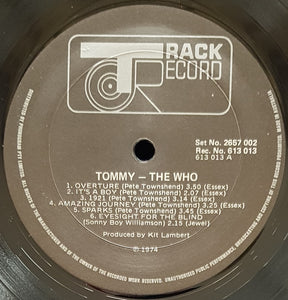 TRACK
RECORD
TOMMY – THE WHO
Set No. 2657 002
Rec. No. 613 013
613 013 A
1. OVERTURE (Pete Townshend) 3.50 (Essex)
2. IT'S A BOY (Pete Townshend) 2.07 (Essex)
3. 1921 (Pete Townshend) 3.14 (Essex)
4. AMAZING JOURNEY (Pete Townshend) 3.25 (Essex)
5. SPARKS (Pete Townshend) 3.45 (Essex)
6. EYESIGHT FOR THE BLIND
(Sonny Boy Williamson) 2.15 (Jewel)
Produced by Kit Lambert
℗ 1974